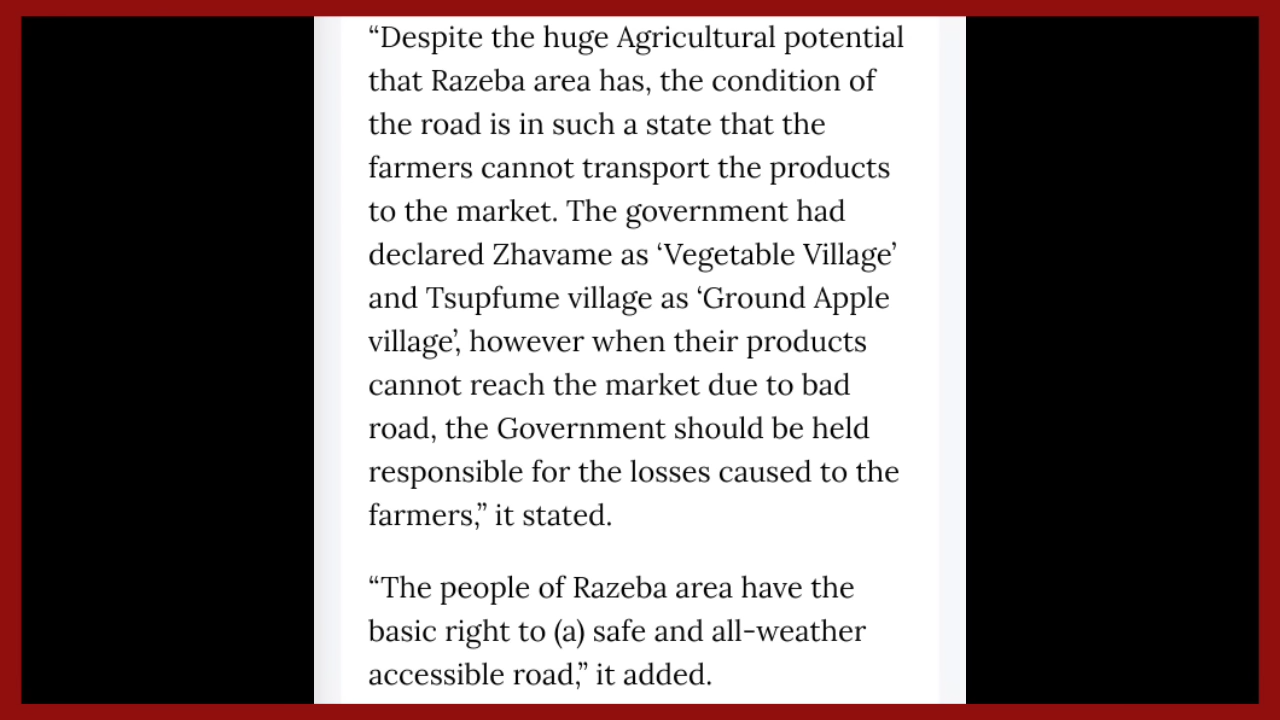 “Despite the huge Agricultural potential
that Razeba area has, the condition of
the road is in such a state that the
farmers cannot transport the products
to the market. The government had
declared Zhavame as ‘Vegetable Village’
and Tsupfume village as ‘Ground Apple
village’, however when their products
cannot reach the market due to bad
road, the Government should be held
responsible for the losses caused to the
farmers,” it stated.
“The people of Razeba area have the
basic right to (a) safe and all-weather
accessible road,” it added.